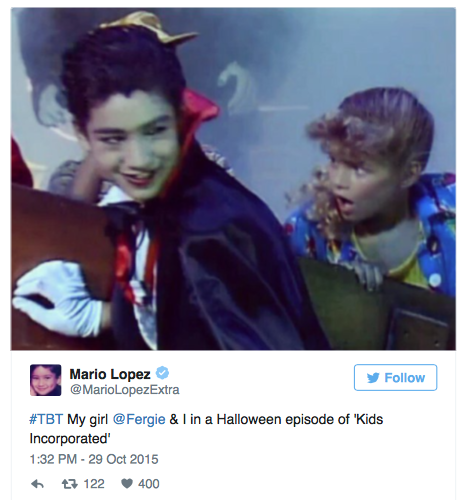 Mario Lopez
@MarioLopezExtra
Follow
#TBT My girl @Fergie & I in a Halloween episode of 'Kids
Incorporated'
1:32 PM - 29 Oct 2015
122 400